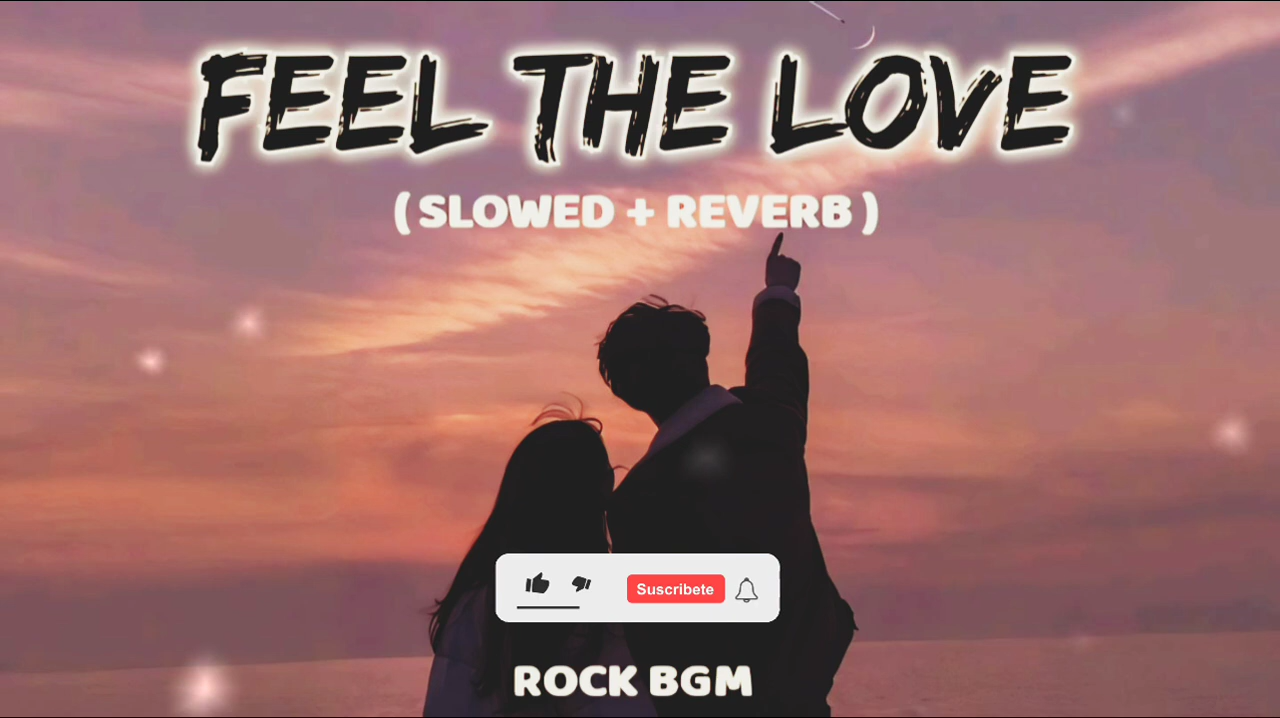 FEEL THE LOVE
( SLOWED + REVERB )
Suscribete
ROCK BGM